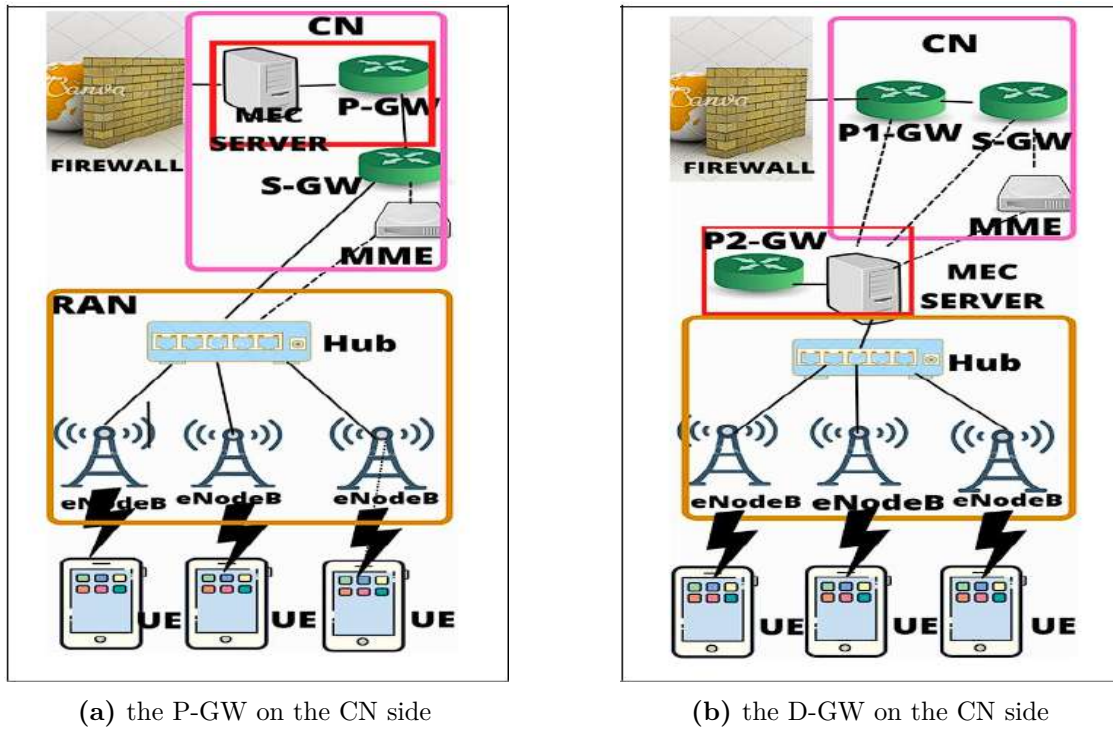 CN
Canva
MEC
SERVER
P-GW
FIREWALL
S-GW
MME
RAN
Hub
eNodeB
eNodeB
eNodeB
UE
UE
UE
(a) the P-GW on the CN side
CN
Canva
P1-GW
S-GW
FIREWALL
MME
P2-GW
MEC
SERVER
Hub
eNodeB
eNodeB
eNodeB
UE
UE
UE
(b) the D-GW on the CN side